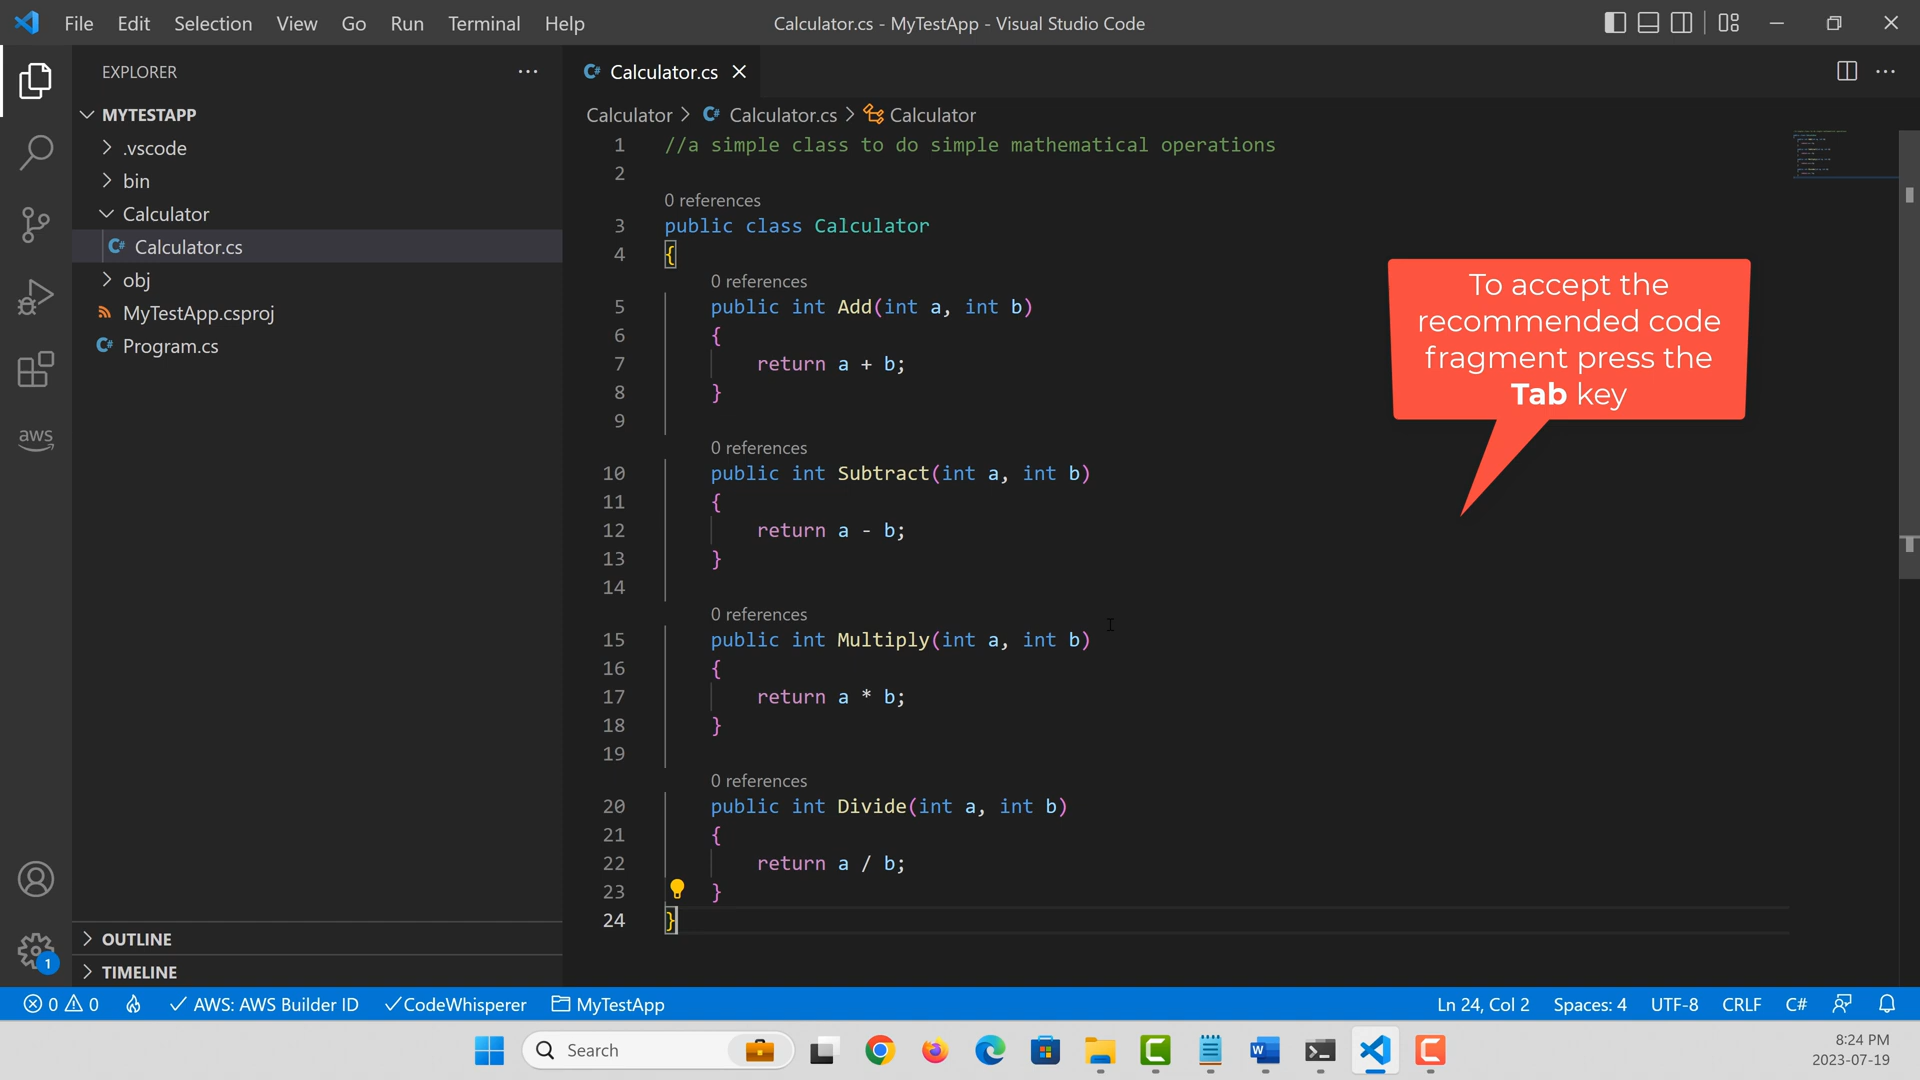 File Edit Selection View Go Run Terminal Help
Calculator.cs - MyTestApp - Visual Studio Code
EXPLORER
MYTESTAPP
.vscode
bin
Calculator
C# Calculator.cs
obj
MyTestApp.csproj
C# Program.cs
OUTLINE
TIMELINE
aws
1
C# Calculator.cs
Calculator > C# Calculator.cs > Calculator
1 //a simple class to do simple mathematical operations
2
0 references
3 public class Calculator
4 {
0 references
5 public int Add(int a, int b)
6 {
7 return a + b;
8 }
9
0 references
10 public int Subtract(int a, int b)
11 {
12 return a - b;
13 }
14
0 references
15 public int Multiply(int a, int b)
16 {
17 return a * b;
18 }
19
0 references
20 public int Divide(int a, int b)
21 {
22 return a / b;
23 }
24 }
To accept the
recommended code
fragment press the
Tab key
0 0 AWS: AWS Builder ID CodeWhisperer MyTestApp
Ln 24, Col 2 Spaces: 4 UTF-8 CRLF C#
Search
8:24 PM
2023-07-19